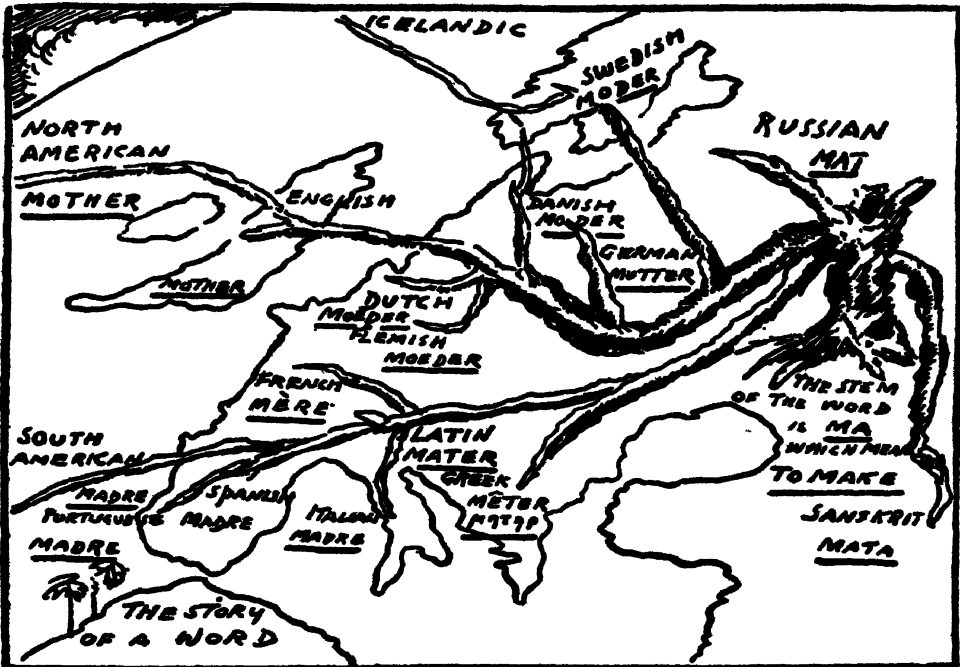 ICELANDIC
SWEDISH
MODER
RUSSIAN
MAT
NORTH
AMERICAN
MOTHER
ENGLISH
MOTHER
DANISH
MODER
GERMAN
MUTTER
DUTCH
MOEDER
FLEMISH
MOEDER
FRENCH
MÈRE
THE STEM
OF THE WORD
IS MA
WHICH MEANS
TO MAKE
SANSKRIT
MATA
LATIN
MATER
GREEK
MĒTER
SOUTH
AMERICAN
MADRE
PORTUGUESE
MADRE
SPANISH
MADRE
ITALIAN
MADRE
THE STORY
OF A WORD